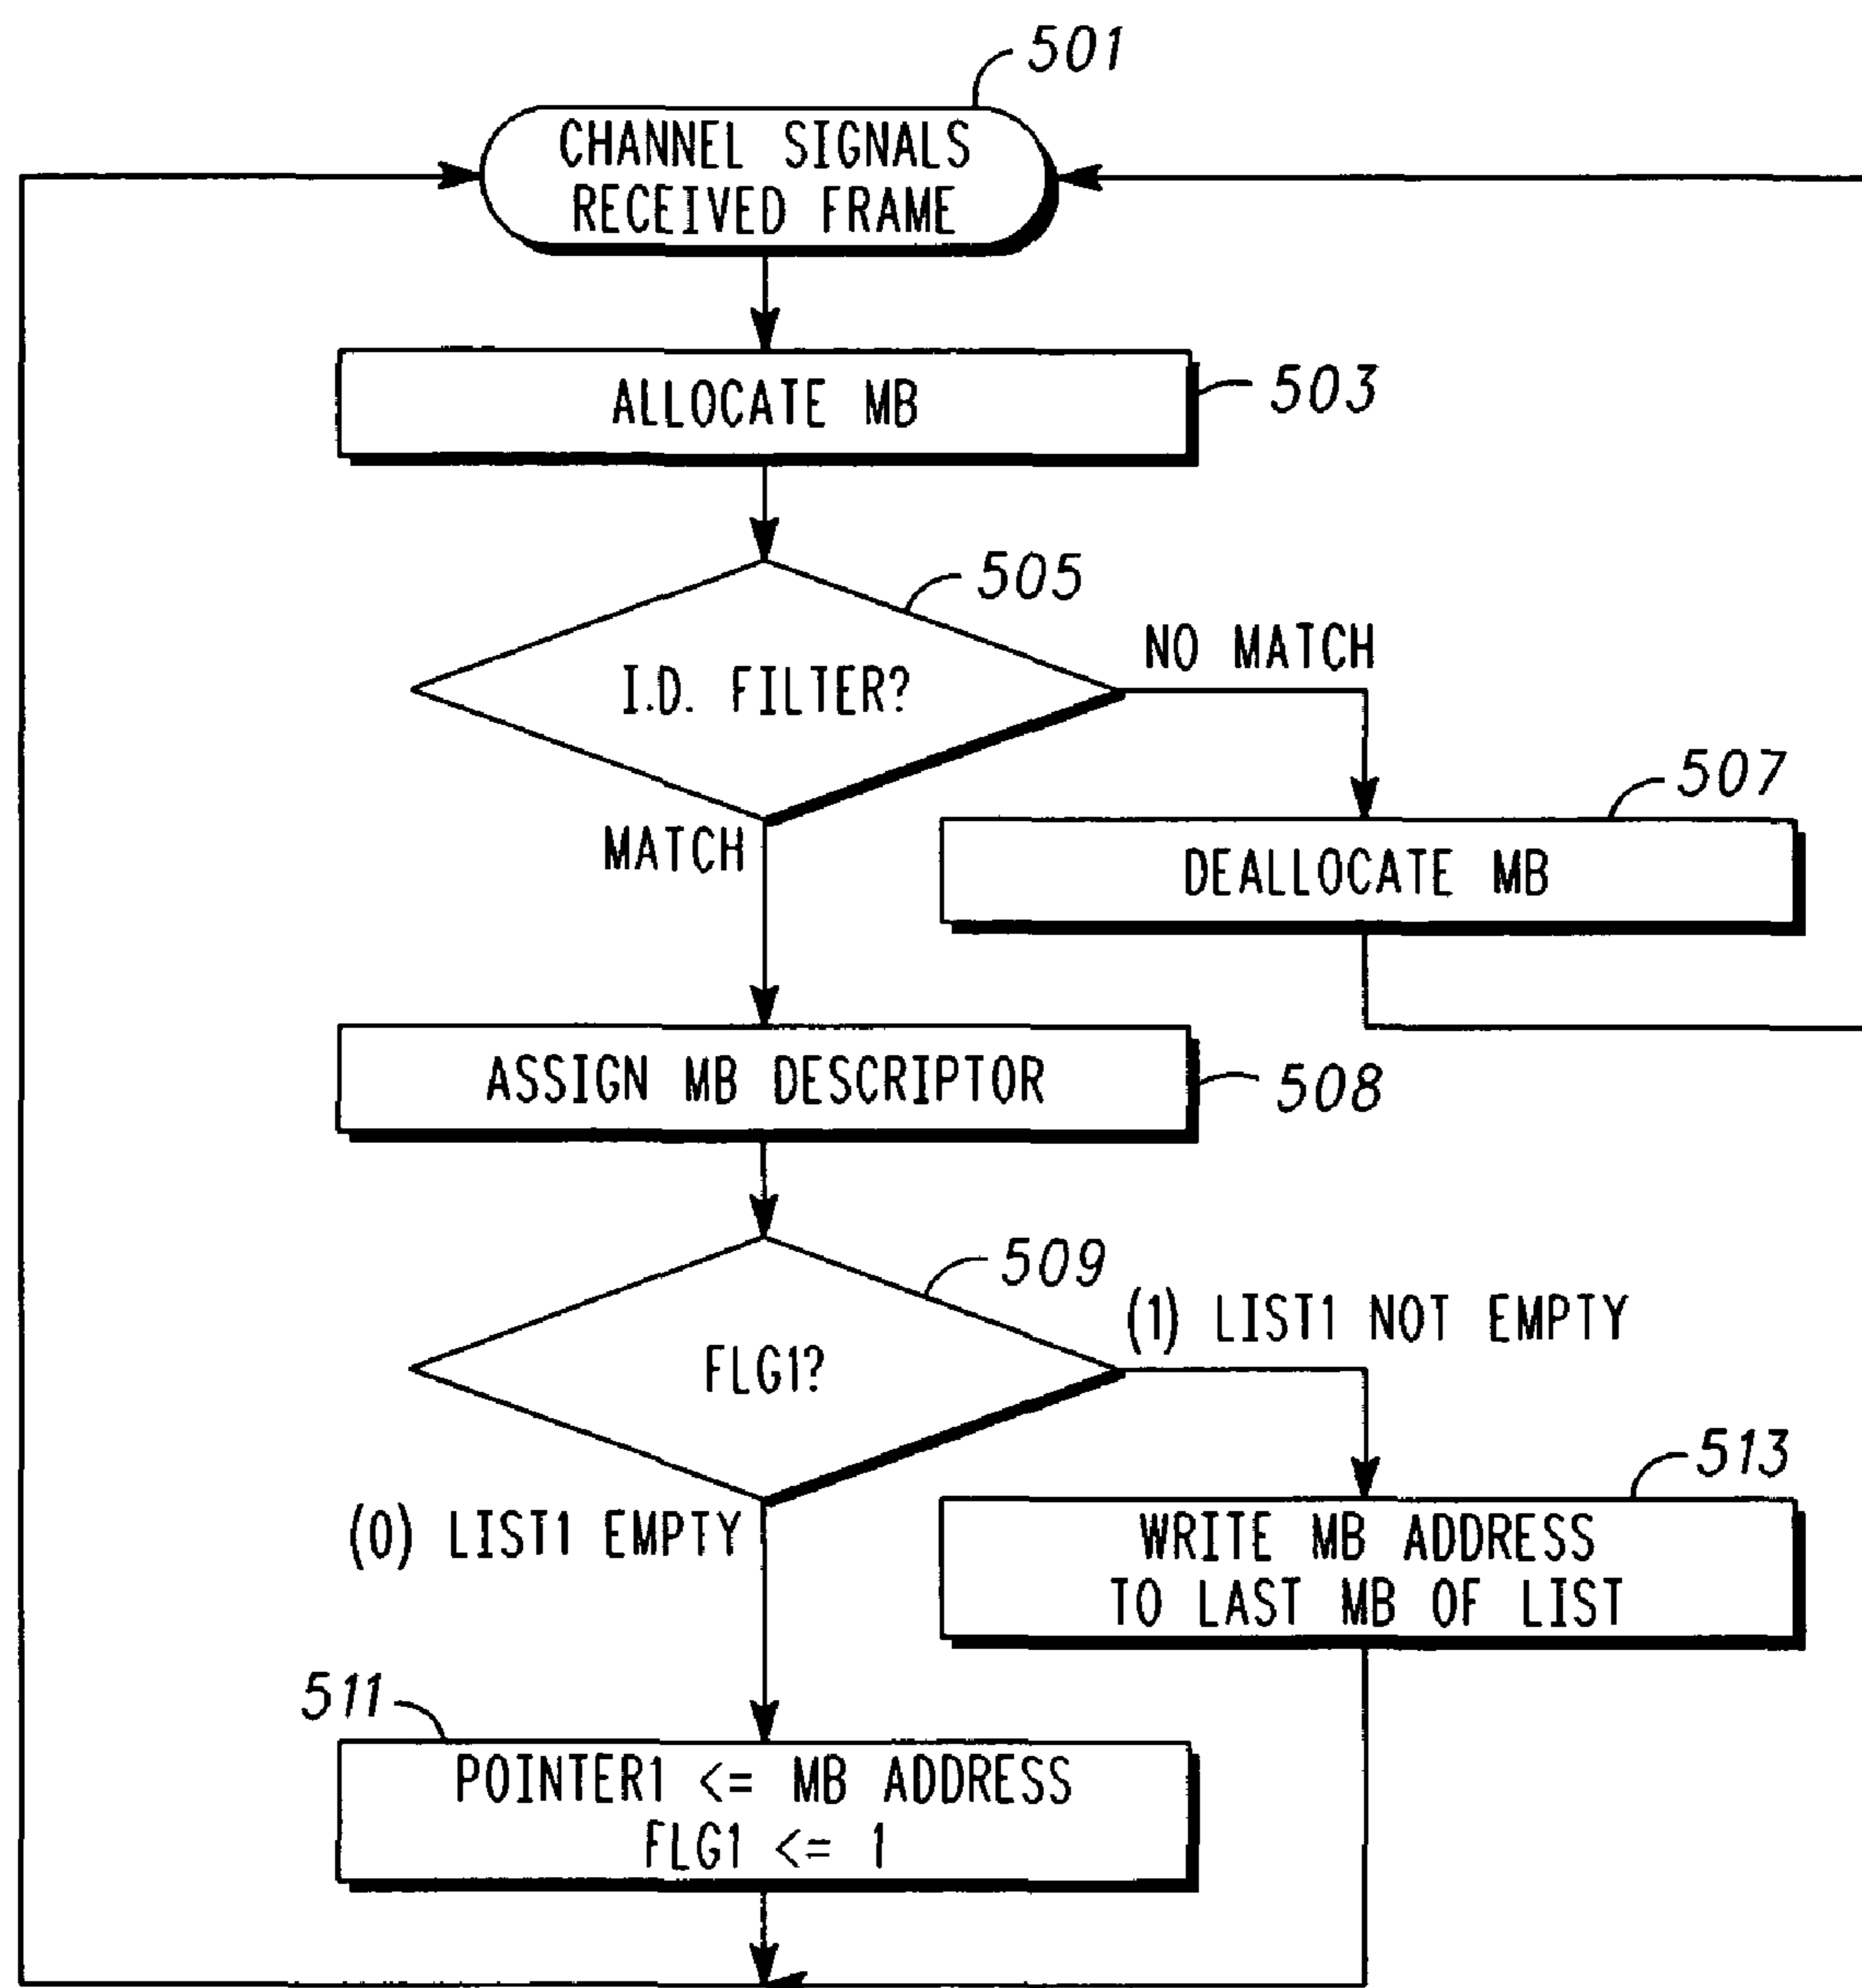 501
CHANNEL SIGNALS
RECEIVED FRAME
ALLOCATE MB
503
505
I.D. FILTER?
NO MATCH
MATCH
507
DEALLOCATE MB
ASSIGN MB DESCRIPTOR
508
509
FLG1?
(1) LIST1 NOT EMPTY
(0) LIST1 EMPTY
513
WRITE MB ADDRESS
TO LAST MB OF LIST
511
POINTER1 <= MB ADDRESS
FLG1 <= 1